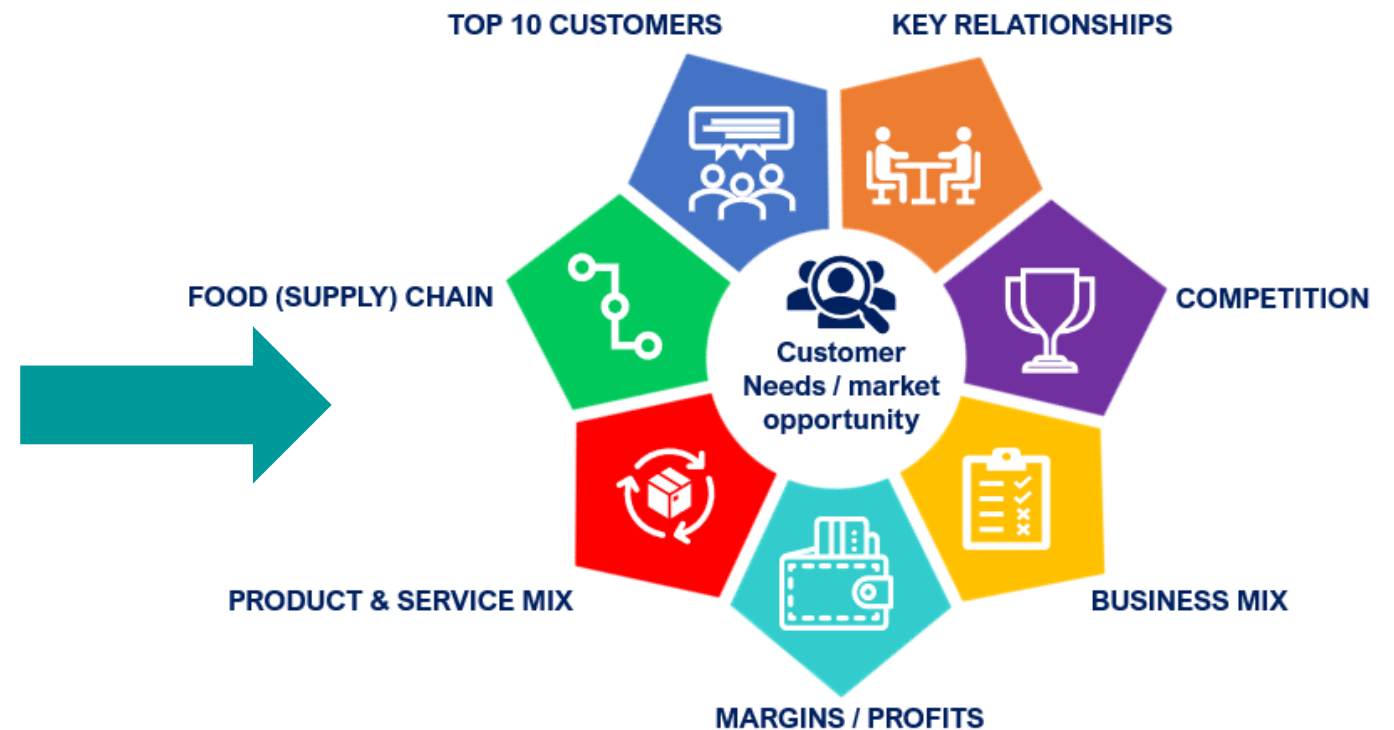 TOP 10 CUSTOMERS
KEY RELATIONSHIPS
FOOD (SUPPLY) CHAIN
COMPETITION
Customer
Needs / market
opportunity
PRODUCT & SERVICE MIX
BUSINESS MIX
MARGINS / PROFITS